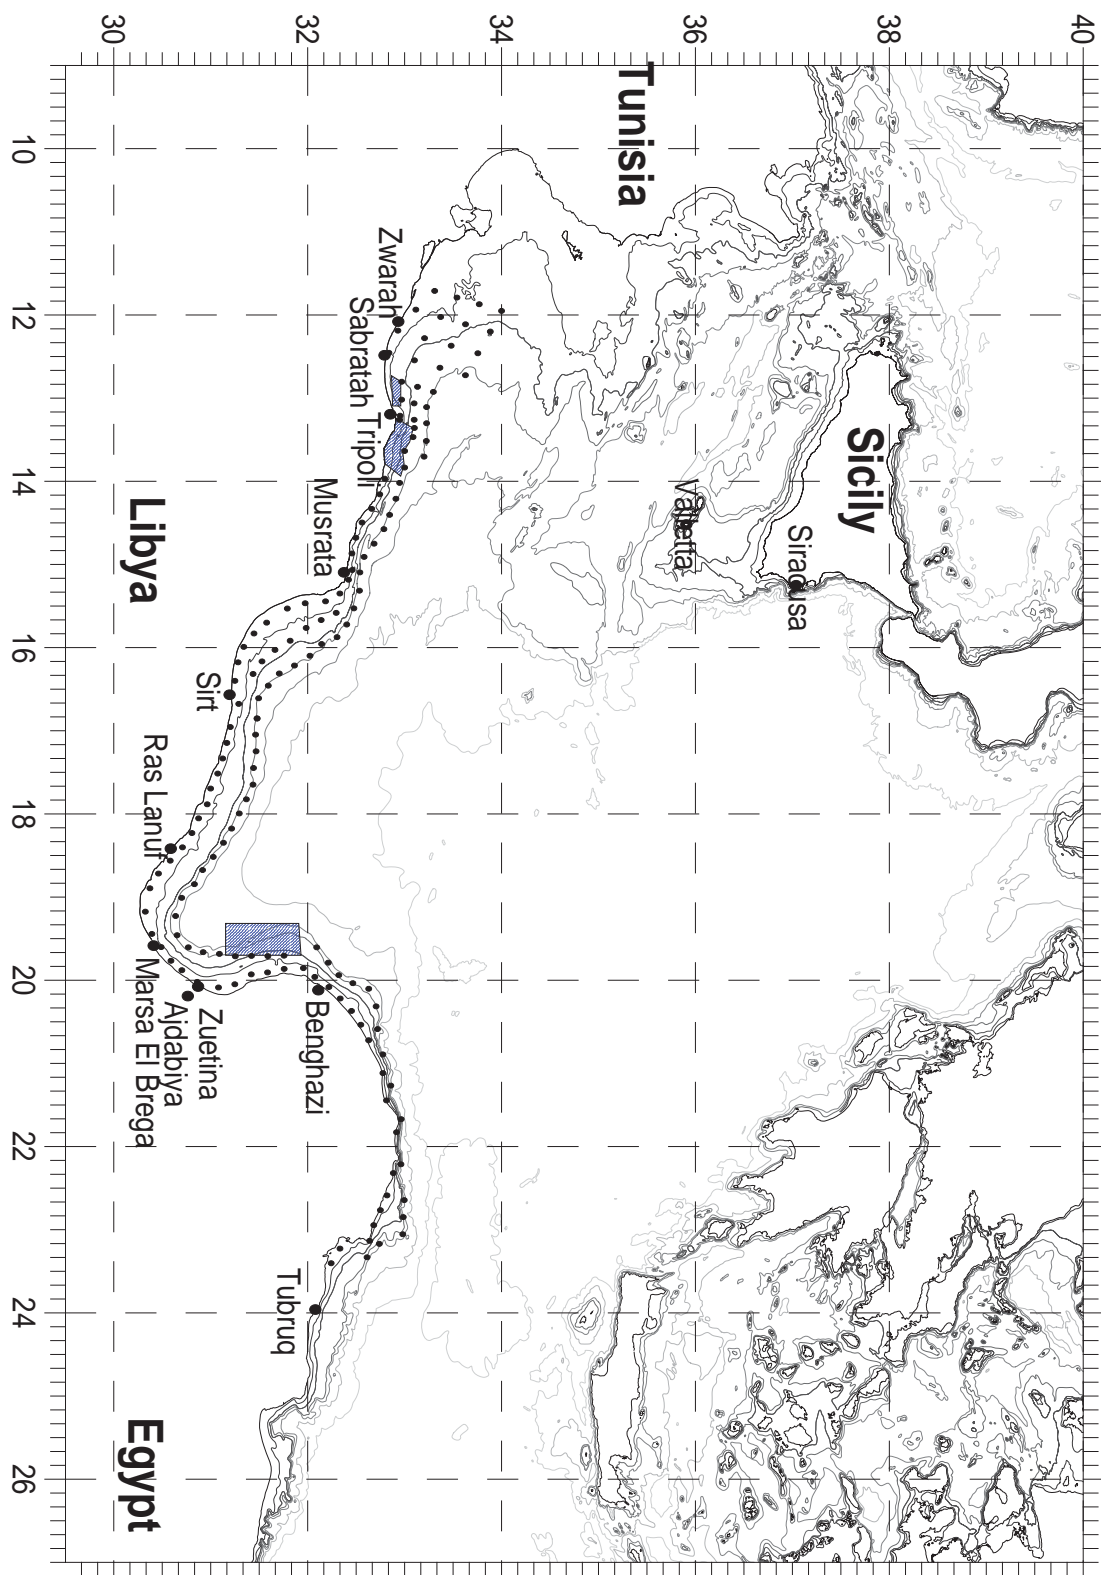 40
38
36
34
32
30
10
12
14
16
18
20
22
24
26
Tunisia
Sicily
Siracusa
Valletta
Zwarah
Sabratah
Tripoli
Musrata
Libya
Sirt
Ras Lanuf
Benghazi
Zuetina
Ajdabiya
Marsa El Brega
Tubruq
Egypt